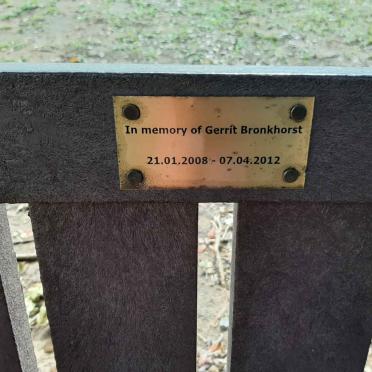 In memory of Gerrit Bronkhorst
21.01.2008 - 07.04.2012